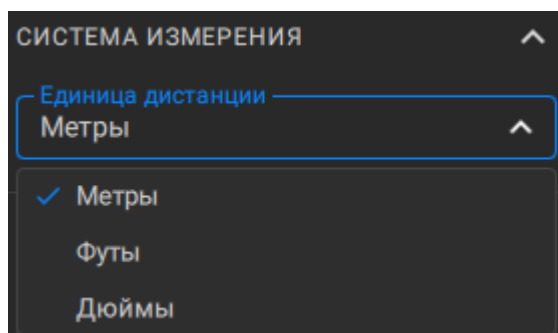 СИСТЕМА ИЗМЕРЕНИЯ
Единица дистанции
Метры
Метры
Футы
Дюймы